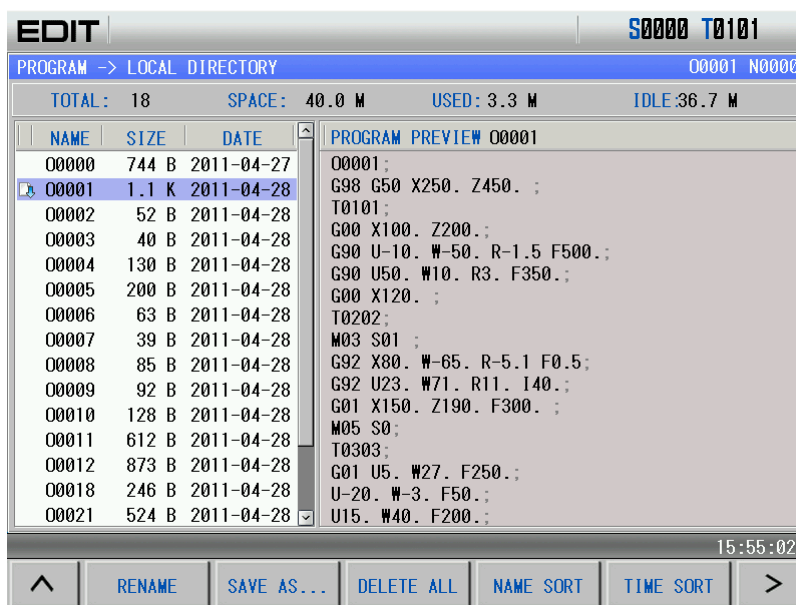 EDIT S0000 T0101
PROGRAM -> LOCAL DIRECTORY O0001 N0000
TOTAL: 18 SPACE: 40.0 M USED: 3.3 M IDLE:36.7 M
NAME SIZE DATE
O0000 744 B 2011-04-27
O0001 1.1 K 2011-04-28
O0002 52 B 2011-04-28
O0003 40 B 2011-04-28
O0004 130 B 2011-04-28
O0005 200 B 2011-04-28
O0006 63 B 2011-04-28
O0007 39 B 2011-04-28
O0008 85 B 2011-04-28
O0009 92 B 2011-04-28
O0010 128 B 2011-04-28
O0011 612 B 2011-04-28
O0012 873 B 2011-04-28
O0018 246 B 2011-04-28
O0021 524 B 2011-04-28
PROGRAM PREVIEW O0001
O0001;
G98 G50 X250. Z450. ;
T0101;
G00 X100. Z200.;
G90 U-10. W-50. R-1.5 F500.;
G90 U50. W10. R3. F350.;
G00 X120. ;
T0202;
M03 S01 ;
G92 X80. W-65. R-5.1 F0.5;
G92 U23. W71. R11. I40.;
G01 X150. Z190. F300. ;
M05 S0;
T0303;
G01 U5. W27. F250.;
U-20. W-3. F50.;
U15. W40. F200.;
15:55:02
^ RENAME SAVE AS... DELETE ALL NAME SORT TIME SORT >